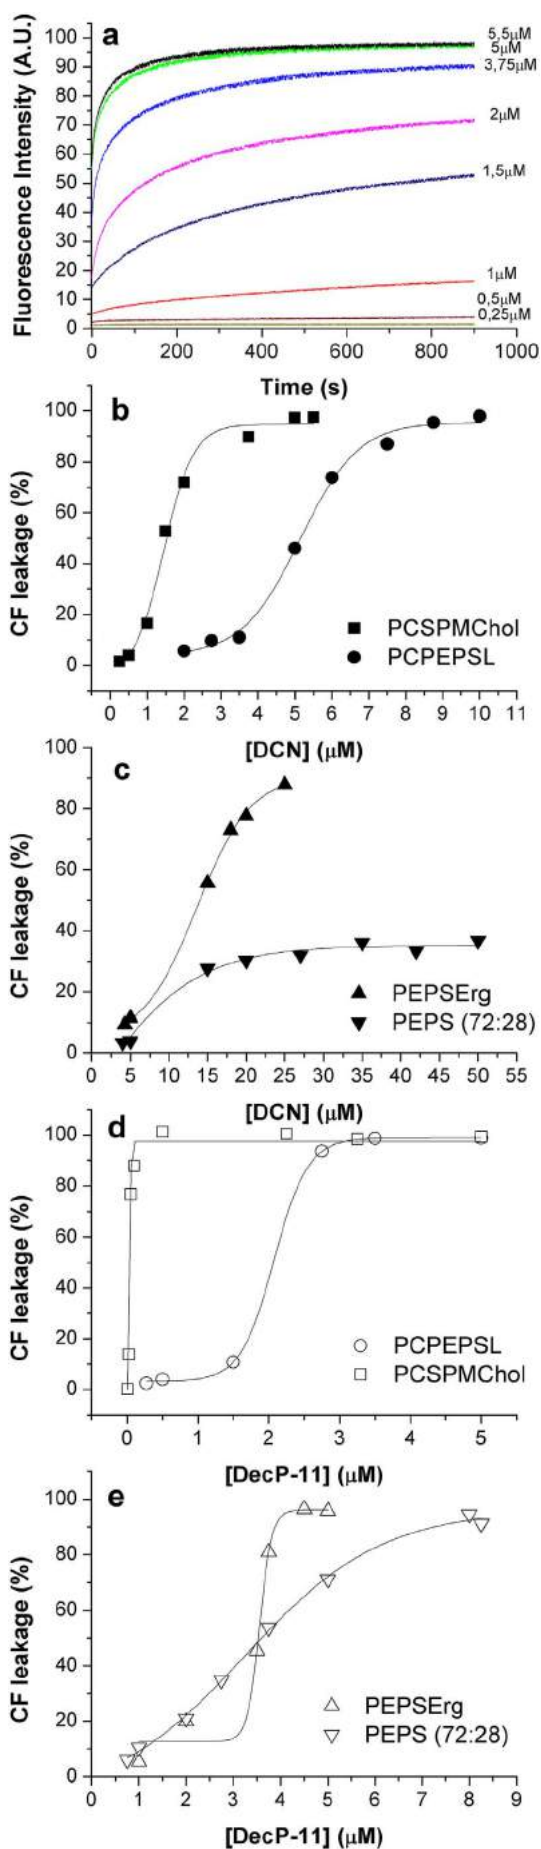 a
5,5μM
5μM
3,75μM
2μM
1,5μM
1μM
0,5μM
0,25μM
Fluorescence Intensity (A.U.)
100
90
80
70
60
50
40
30
20
10
0
0 200 400 600 800 1000
Time (s)
b
CF leakage (%)
100
80
60
40
20
0
PCSPMChol
PCPEPSL
0 1 2 3 4 5 6 7 8 9 10 11
[DCN] (μM)
c
CF leakage (%)
100
80
60
40
20
0
PEPSErg
PEPS (72:28)
0 5 10 15 20 25 30 35 40 45 50 55
[DCN] (μM)
d
CF leakage (%)
100
80
60
40
20
0
PCPEPSL
PCSPMChol
0 1 2 3 4 5
[DecP-11] (μM)
e
CF leakage (%)
100
80
60
40
20
0
PEPSErg
PEPS (72:28)
0 1 2 3 4 5 6 7 8 9
[DecP-11] (μM)